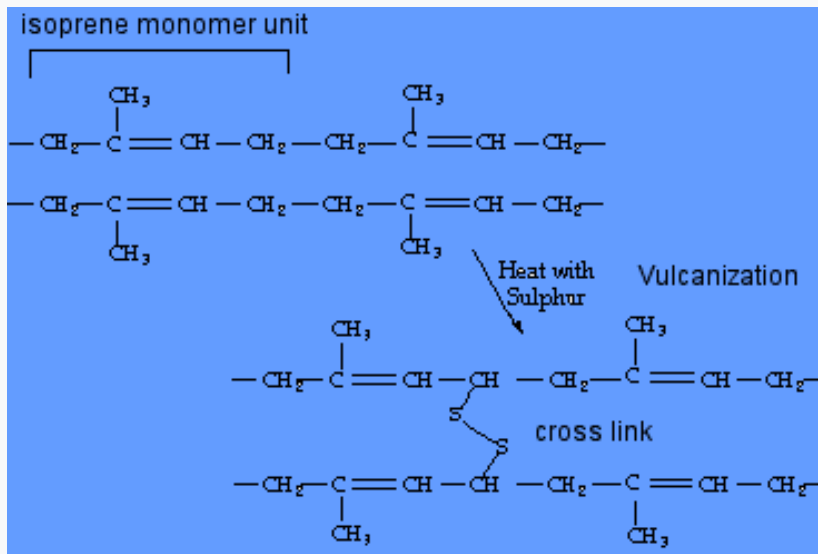 isoprene monomer unit
CH₃ CH₃
—CH₂—C=CH—CH₂—CH₂—C=CH—CH₂—
—CH₂—C=CH—CH₂—CH₂—C=CH—CH₂—
CH₃ CH₃
Heat with
Sulphur
Vulcanization
CH₃ CH₃
—CH₂—C=CH—CH—CH₂—C=CH—CH₂—
S
S
cross link
—CH₂—C=CH—CH—CH₂—C=CH—CH₂—
CH₃ CH₃